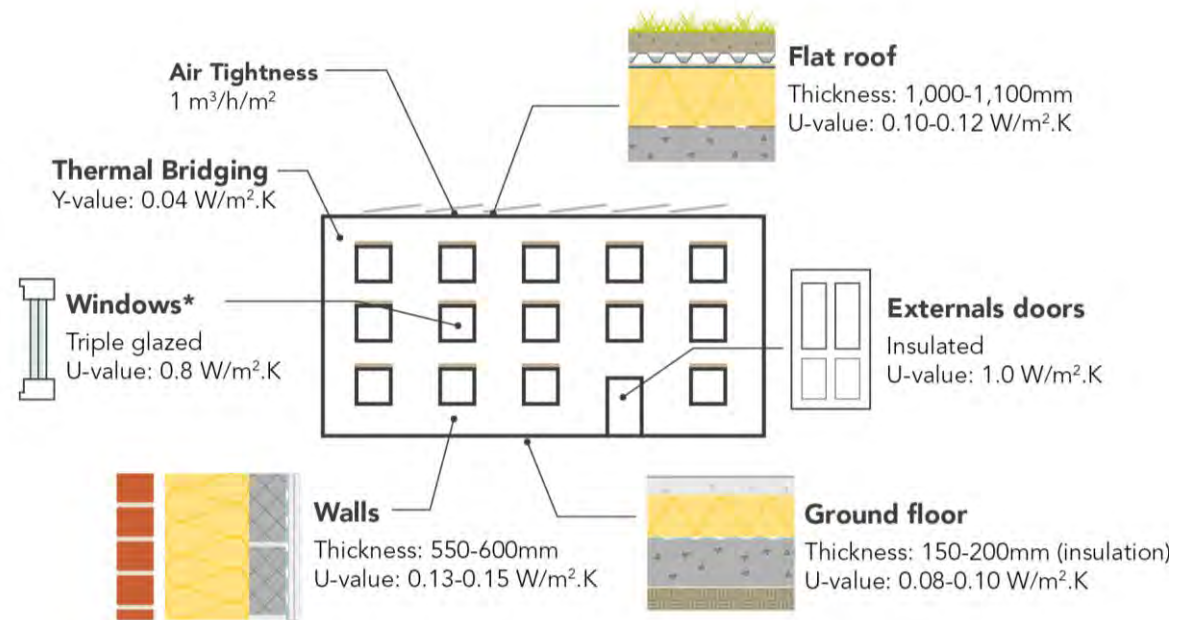 Air Tightness
1 m³/h/m²
Flat roof
Thickness: 1,000-1,100mm
U-value: 0.10-0.12 W/m².K
Thermal Bridging
Y-value: 0.04 W/m².K
Windows*
Triple glazed
U-value: 0.8 W/m².K
Externals doors
Insulated
U-value: 1.0 W/m².K
Walls
Thickness: 550-600mm
U-value: 0.13-0.15 W/m².K
Ground floor
Thickness: 150-200mm (insulation)
U-value: 0.08-0.10 W/m².K